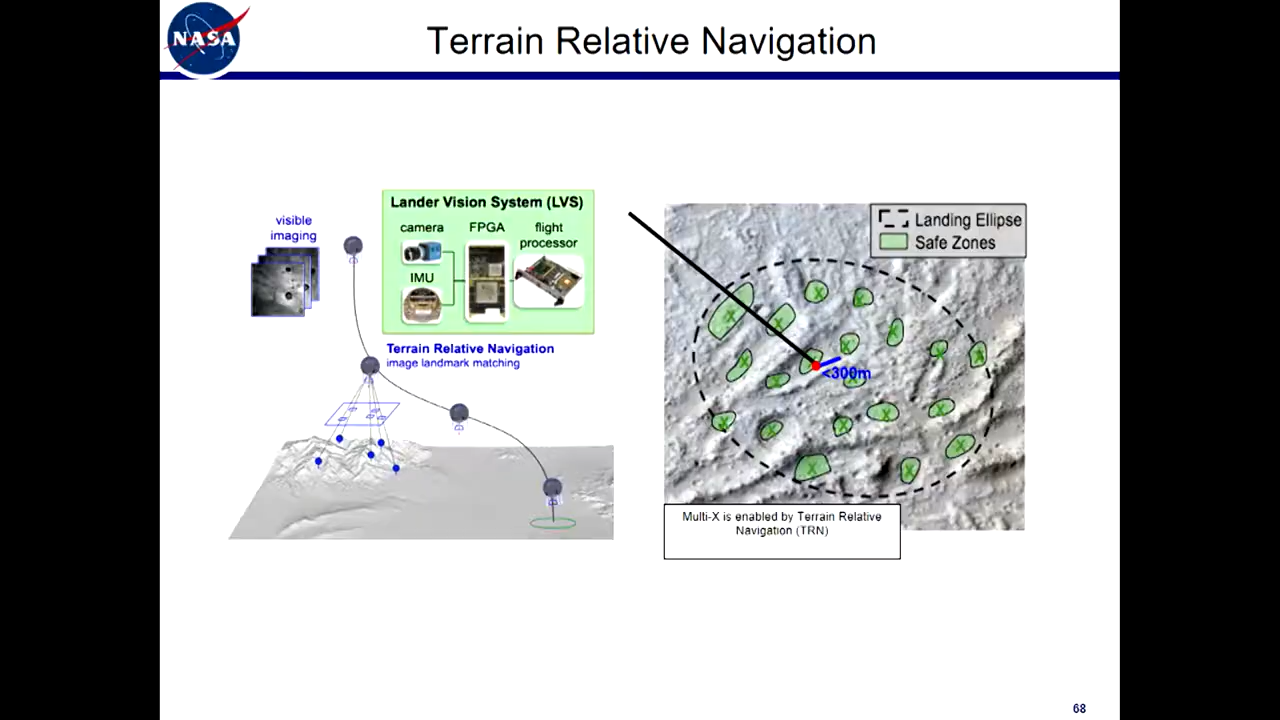 NASA
Terrain Relative Navigation
visible
imaging
Lander Vision System (LVS)
camera
FPGA
flight
processor
IMU
Terrain Relative Navigation
image landmark matching
Landing Ellipse
Safe Zones
X X X X X X X X X X X X X X X X X X X X
<300m
Multi-X is enabled by Terrain Relative
Navigation (TRN)
68